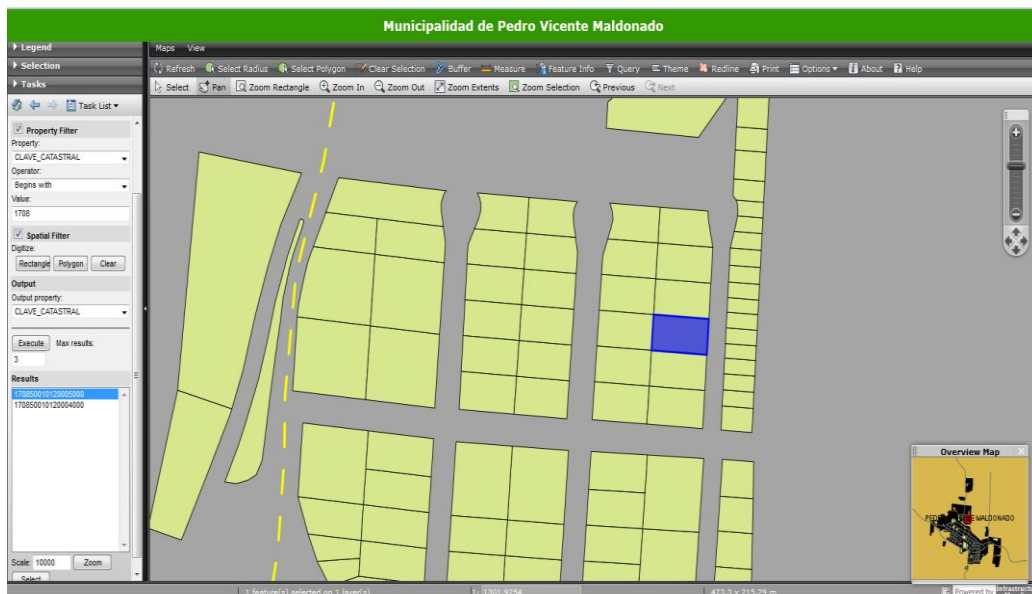 Municipalidad de Pedro Vicente Maldonado
Legend
Selection
Tasks
Task List
Property Filter
Property:
CLAVE_CATASTRAL
Operator:
Begins with
Value:
1708
Spatial Filter
Digitize:
Rectangle Polygon Clear
Output
Output property:
CLAVE_CATASTRAL
Execute Max results:
3
Results
170850010120005000
170850010120004000
Scale: 10000 Zoom
Select
Maps View
Refresh Select Radius Select Polygon Clear Selection Buffer Measure Feature Info Query Theme Redline Print Options About Help
Select Pan Zoom Rectangle Zoom In Zoom Out Zoom Extents Zoom Selection Previous Next
Overview Map
MALDONADO
1 feature(s) selected on 1 layer(s) 1: 1301.9254 473.3 x 215.29 m Powered by